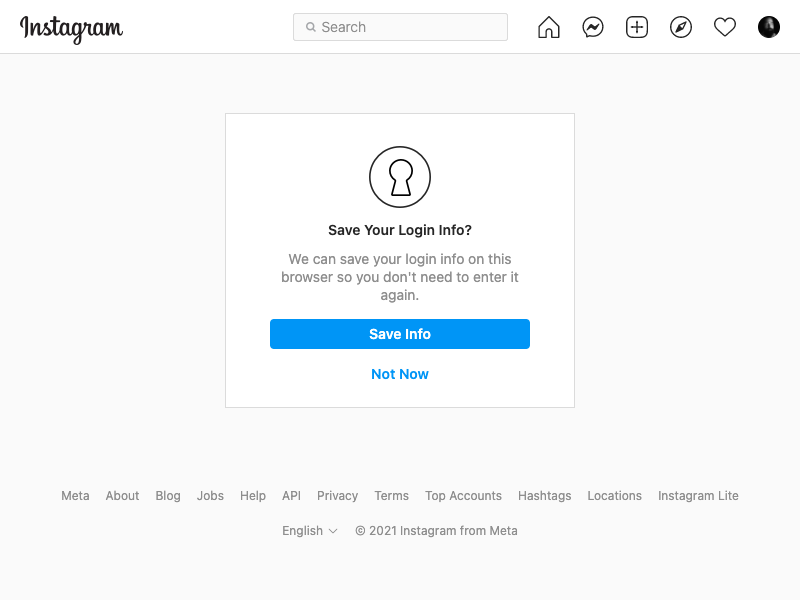 Instagram
Search
Save Your Login Info?
We can save your login info on this
browser so you don't need to enter it
again.
Save Info
Not Now
Meta About Blog Jobs Help API Privacy Terms Top Accounts Hashtags Locations Instagram Lite
English © 2021 Instagram from Meta